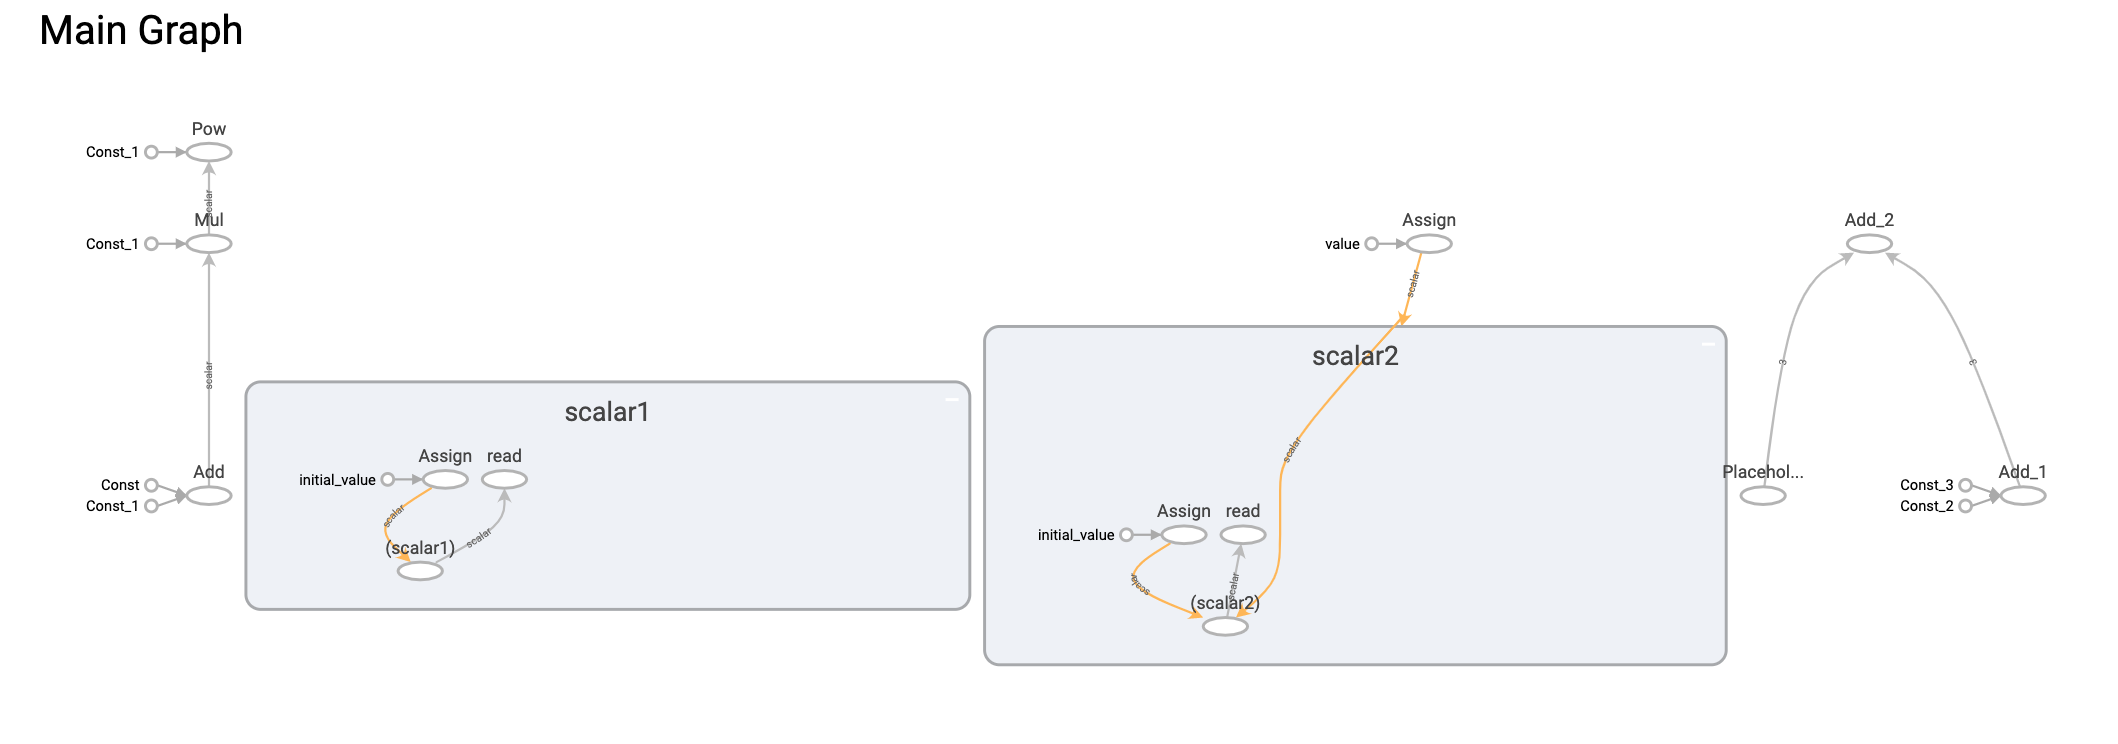 Main Graph
Pow
Const_1
scalar
Mul
Const_1
scalar
Add
Const
Const_1
scalar1
Assign
read
initial_value
scalar
scalar
(scalar1)
Assign
value
scalar
scalar2
scalar
Assign
read
initial_value
scalar
scalar
(scalar2)
Add_2
3
3
Placehol...
Add_1
Const_3
Const_2